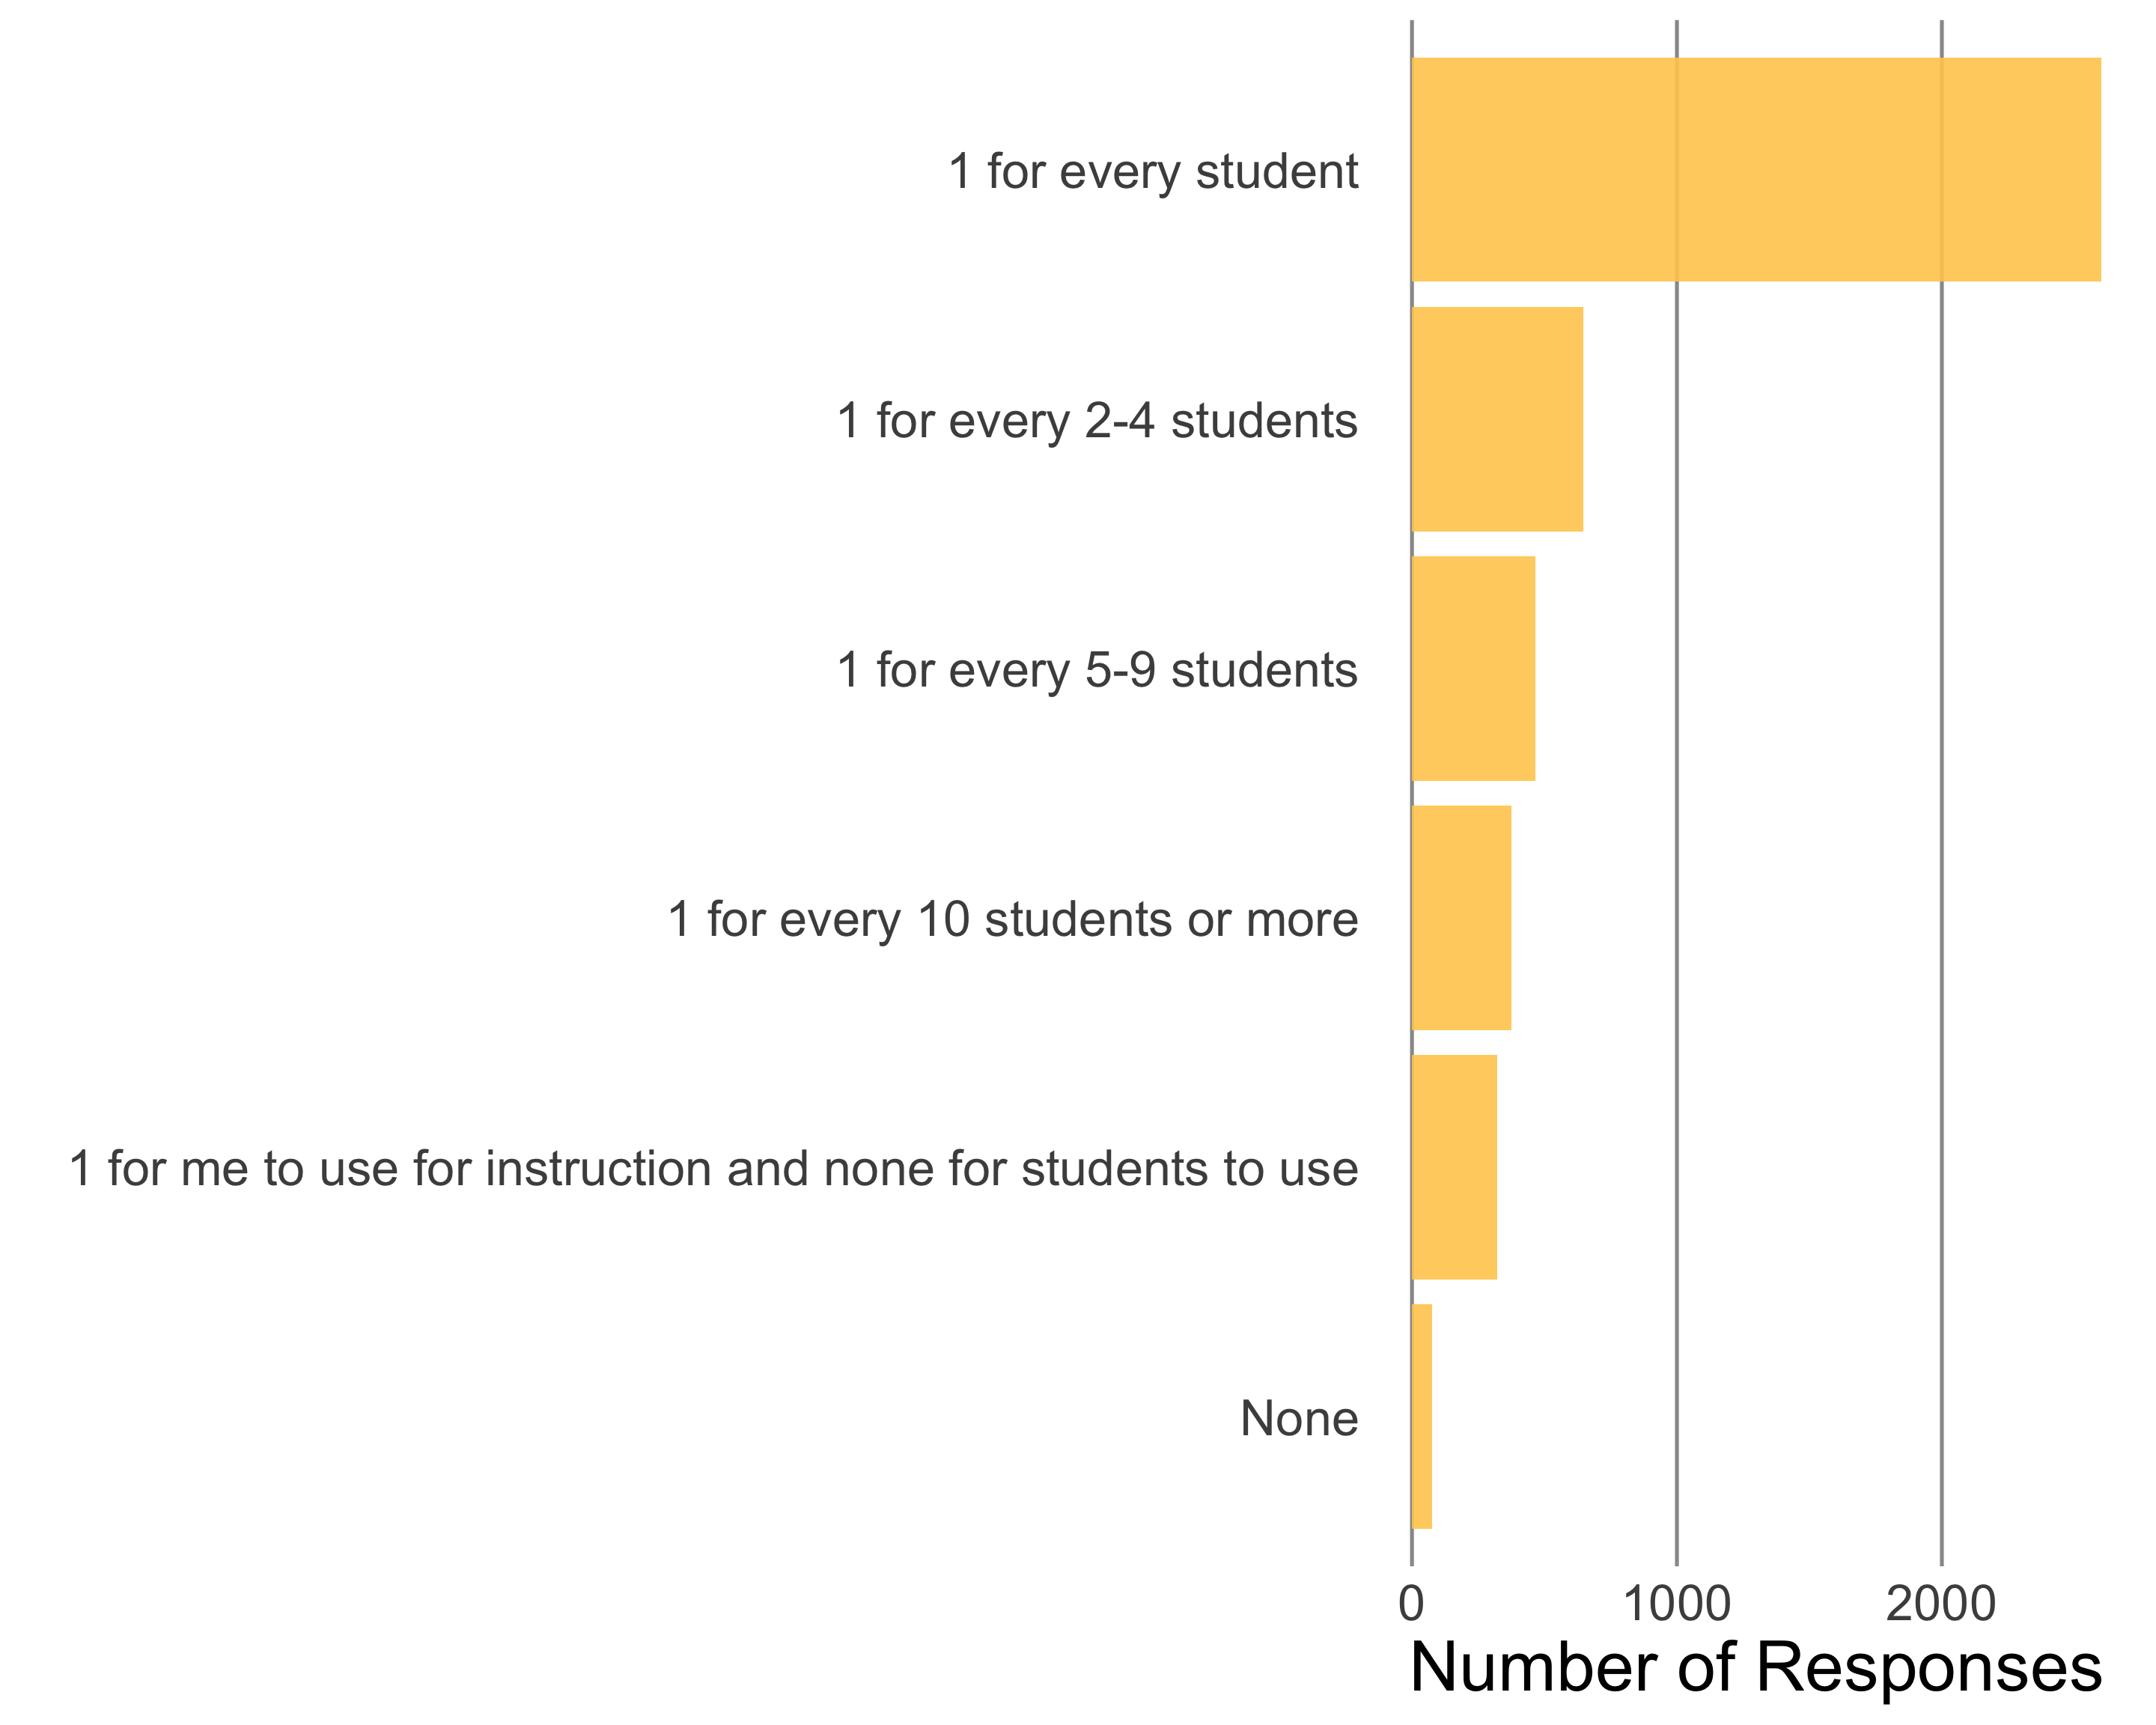 1 for every student
1 for every 2-4 students
1 for every 5-9 students
1 for every 10 students or more
1 for me to use for instruction and none for students to use
None
0 1000 2000
Number of Responses